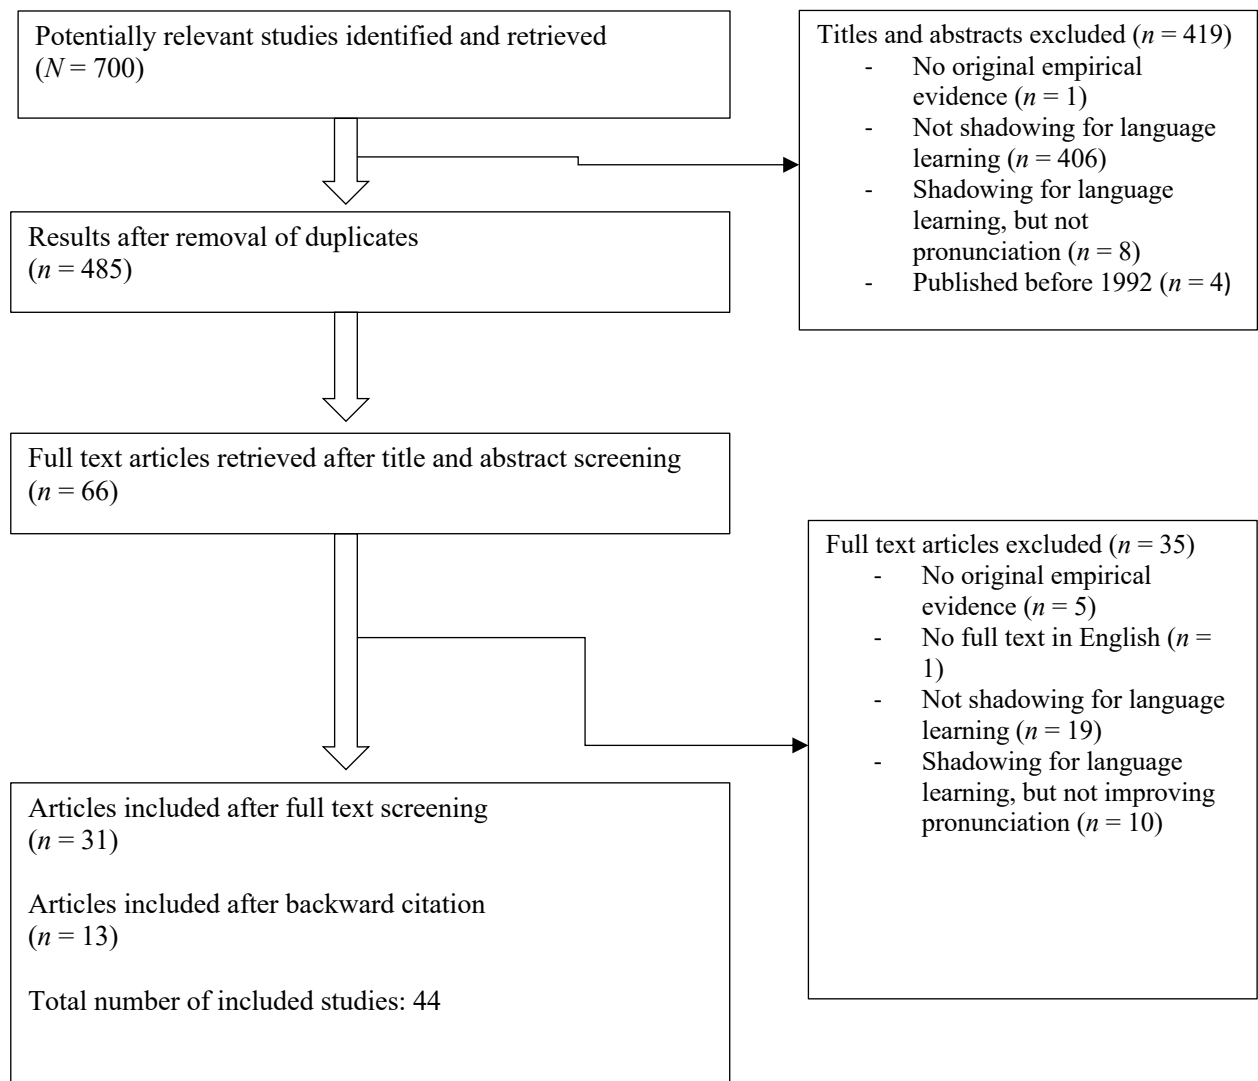 Potentially relevant studies identified and retrieved
(N = 700)
Titles and abstracts excluded (n = 419)
- No original empirical
evidence (n = 1)
- Not shadowing for language
learning (n = 406)
- Shadowing for language
learning, but not
pronunciation (n = 8)
- Published before 1992 (n = 4)
Results after removal of duplicates
(n = 485)
Full text articles retrieved after title and abstract screening
(n = 66)
Full text articles excluded (n = 35)
- No original empirical
evidence (n = 5)
- No full text in English (n =
1)
- Not shadowing for language
learning (n = 19)
- Shadowing for language
learning, but not improving
pronunciation (n = 10)
Articles included after full text screening
(n = 31)
Articles included after backward citation
(n = 13)
Total number of included studies: 44